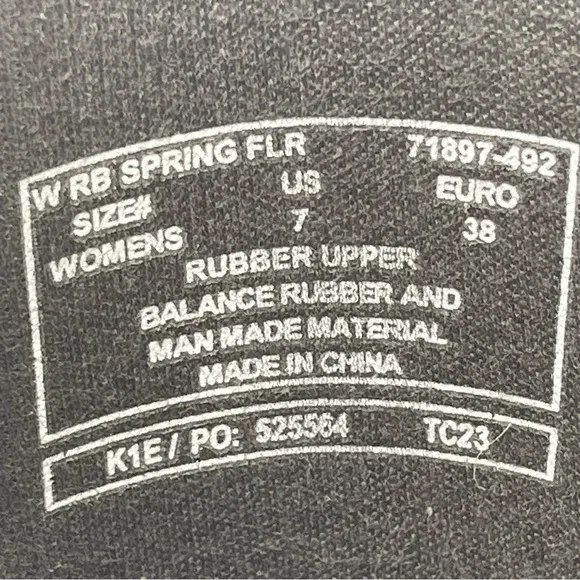 W RB SPRING FLR 71897-492
SIZE# US EURO
WOMENS 7 38
RUBBER UPPER
BALANCE RUBBER AND
MAN MADE MATERIAL
MADE IN CHINA
K1E / PO: 525564 TC23